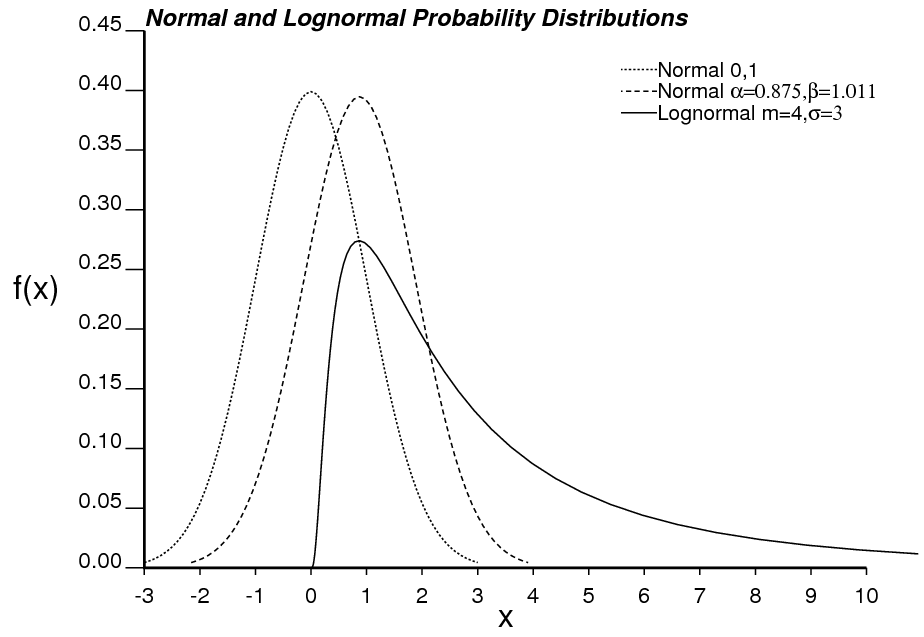 Normal and Lognormal Probability Distributions
0.45
0.40
0.35
0.30
0.25
0.20
0.15
0.10
0.05
0.00
f(x)
Normal 0,1
Normal α=0.875,β=1.011
Lognormal m=4,σ=3
-3 -2 -1 0 1 2 3 4 5 6 7 8 9 10
x